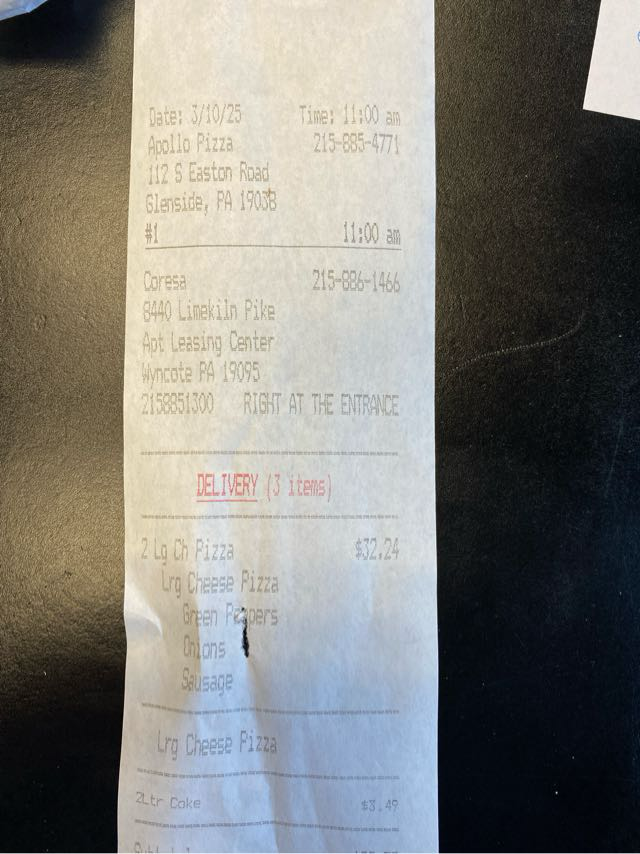 Date: 3/10/25 Time: 11:00 am
Apollo Pizza 215-885-4771
112 S Easton Road
Glenside, PA 19038
#1 11:00 am
Coresa 215-886-1466
8440 Limekiln Pike
Apt Leasing Center
Wyncote PA 19095
2158851300 RIGHT AT THE ENTRANCE
DELIVERY (3 items)
2 Lg Ch Pizza $32.24
Lrg Cheese Pizza
Green Peppers
Onions
Sausage
Lrg Cheese Pizza
2Ltr Coke $3.49